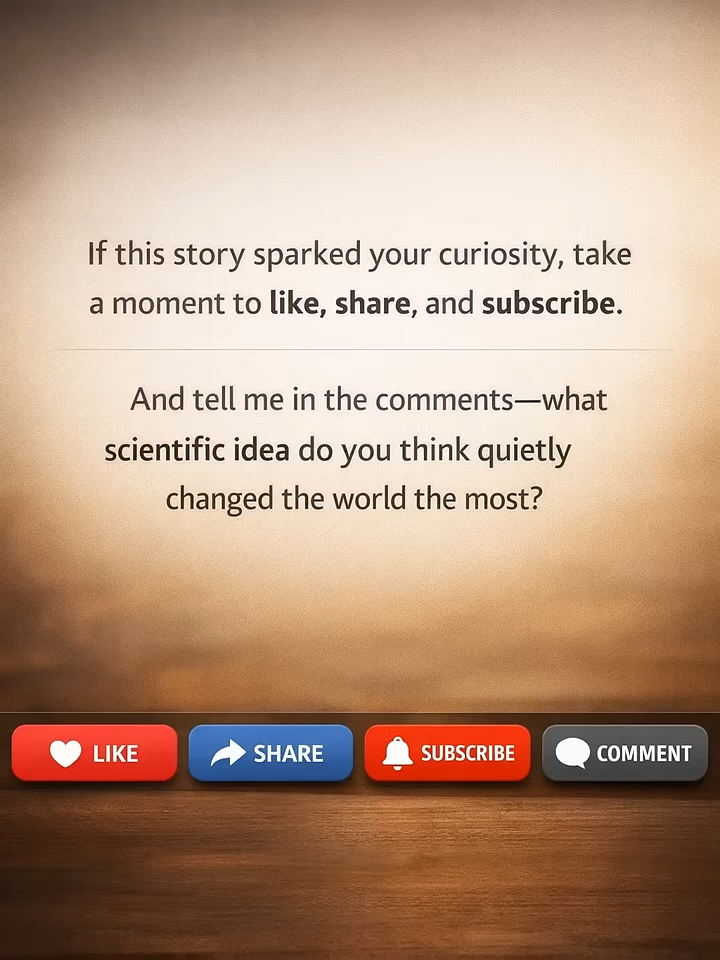 If this story sparked your curiosity, take
a moment to like, share, and subscribe.
And tell me in the comments—what
scientific idea do you think quietly
changed the world the most?
LIKE
SHARE
SUBSCRIBE
COMMENT